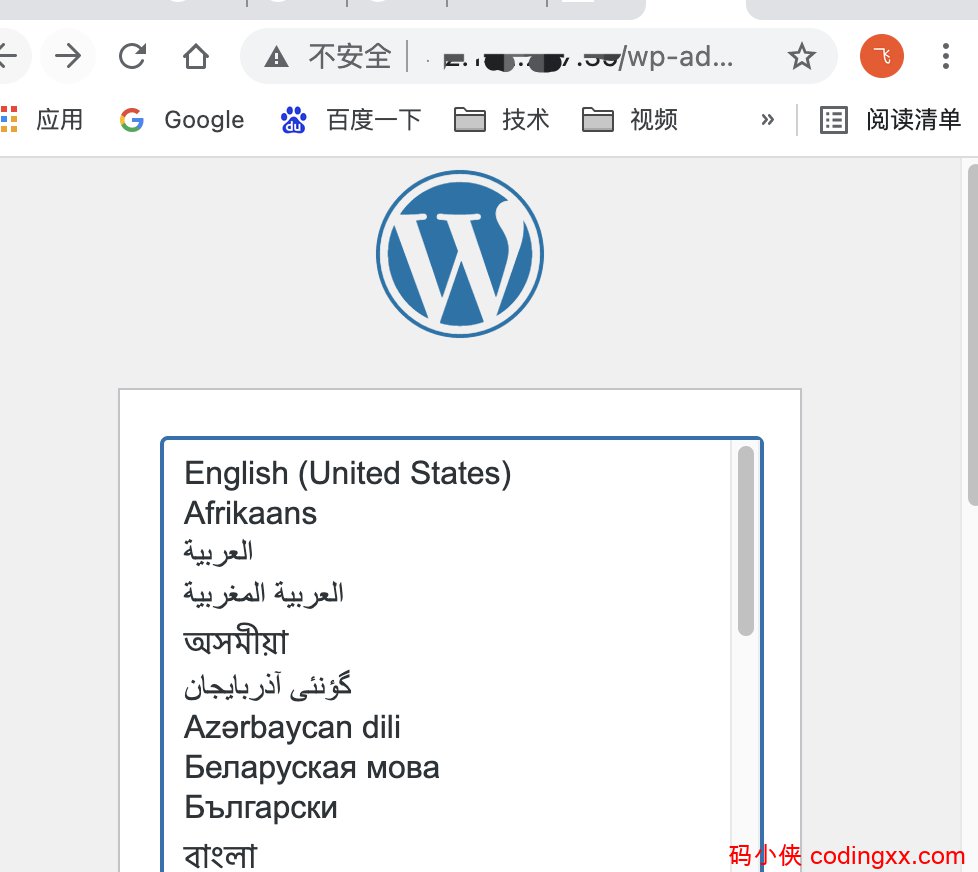 不安全 /wp-ad...
飞
应用 Google 百度一下 技术 视频 » 阅读清单
English (United States)
Afrikaans
العربية
العربية المغربية
অসমীয়া
گؤنئی آذربایجان
Azərbaycan dili
Беларуская мова
Български
বাংলা
码小侠 codingxx.com